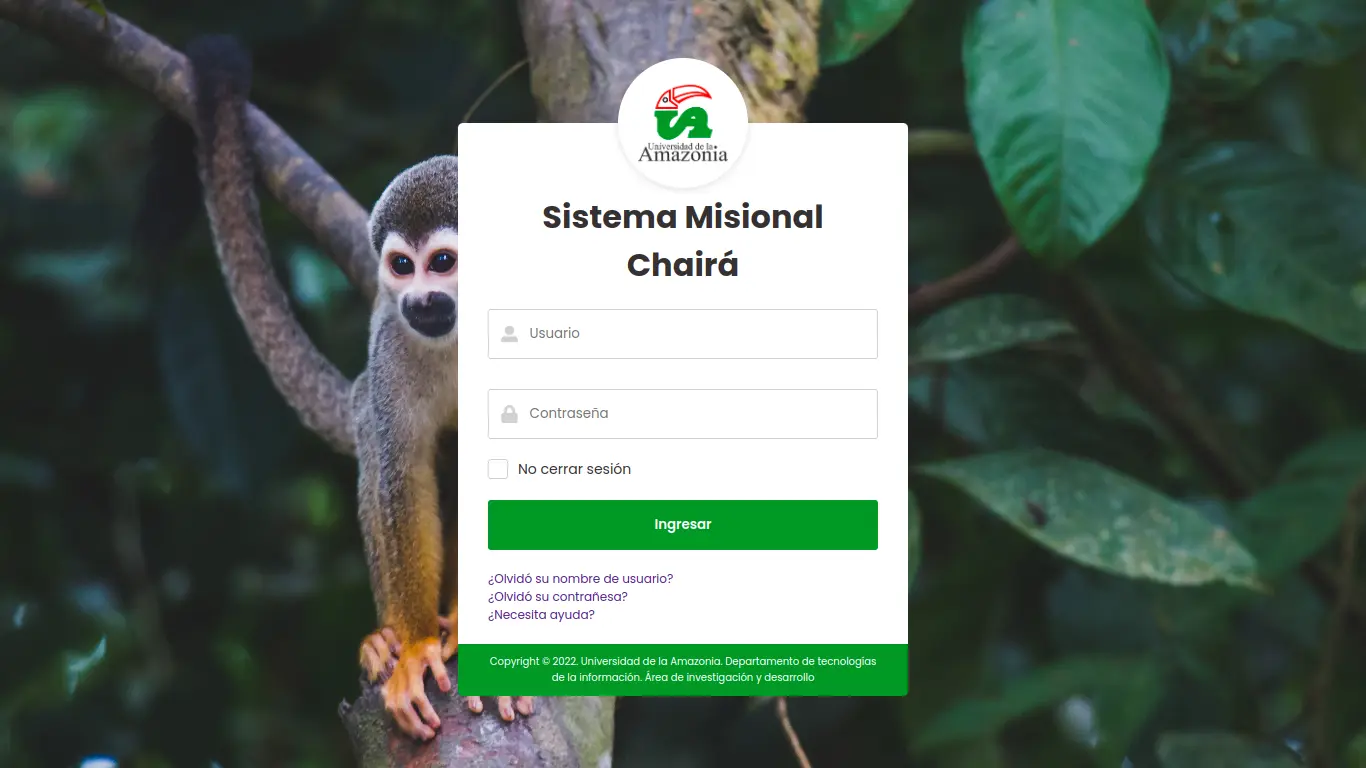 Universidad de la
Amazonia
Sistema Misional
Chairá
Usuario
Contraseña
No cerrar sesión
Ingresar
¿Olvidó su nombre de usuario?
¿Olvidó su contrañesa?
¿Necesita ayuda?
Copyright © 2022. Universidad de la Amazonia. Departamento de tecnologías
de la información. Área de investigación y desarrollo